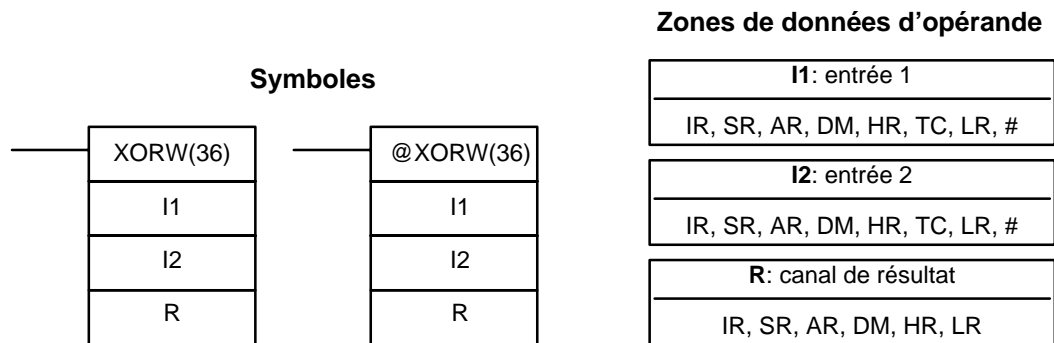 Zones de données d’opérande
Symboles
XORW(36)
I1
I2
R
@XORW(36)
I1
I2
R
I1: entrée 1
IR, SR, AR, DM, HR, TC, LR, #
I2: entrée 2
IR, SR, AR, DM, HR, TC, LR, #
R: canal de résultat
IR, SR, AR, DM, HR, LR